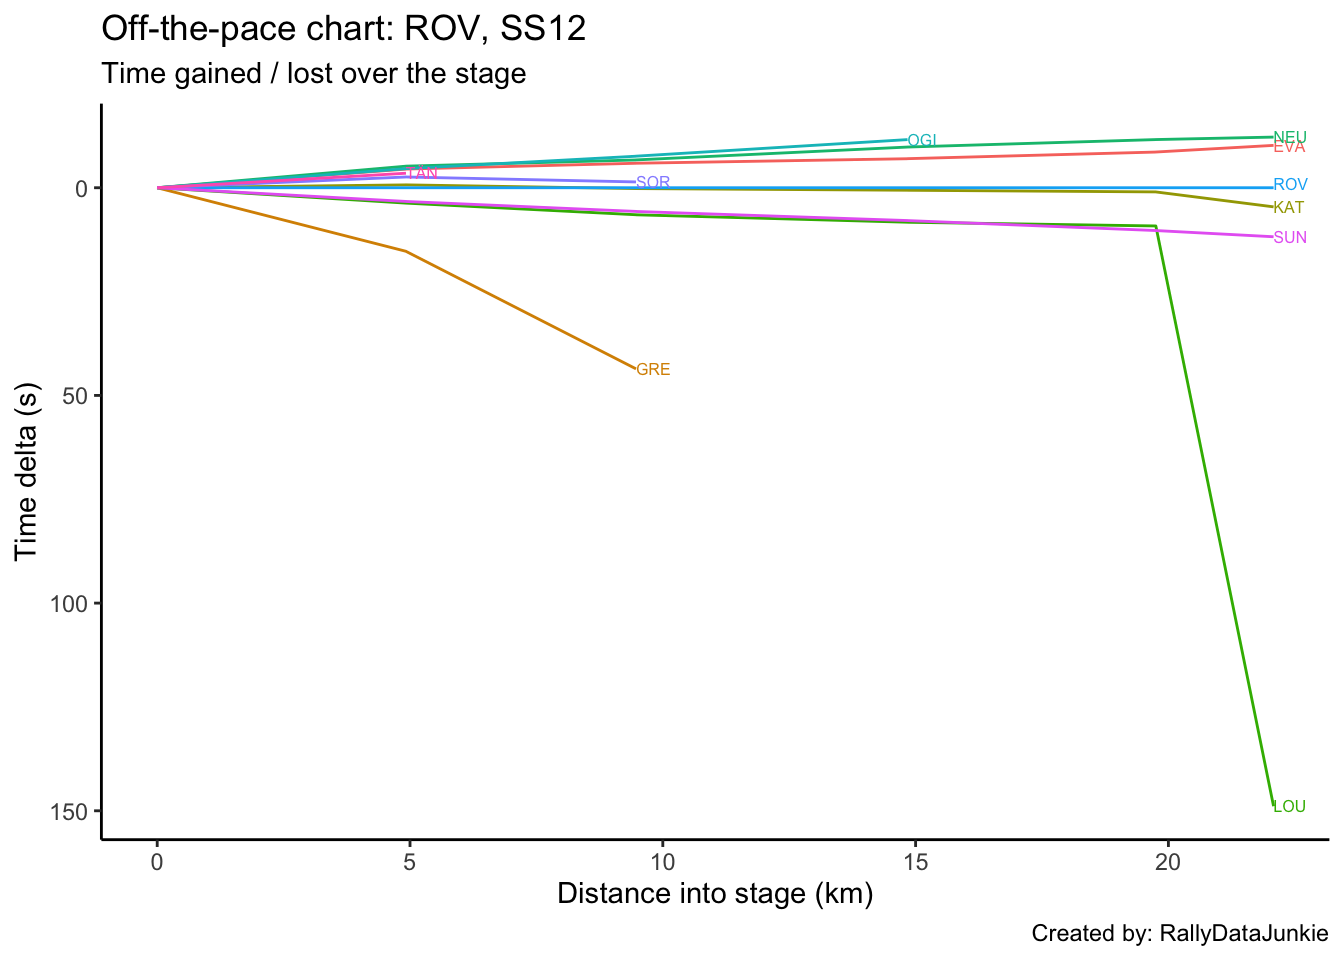 Off-the-pace chart: ROV, SS12
Time gained / lost over the stage
Time delta (s)
0
50
100
150
OGI
NEU
EVA
TAN
SOR
ROV
KAT
SUN
GRE
LOU
0 5 10 15 20
Distance into stage (km)
Created by: RallyDataJunkie